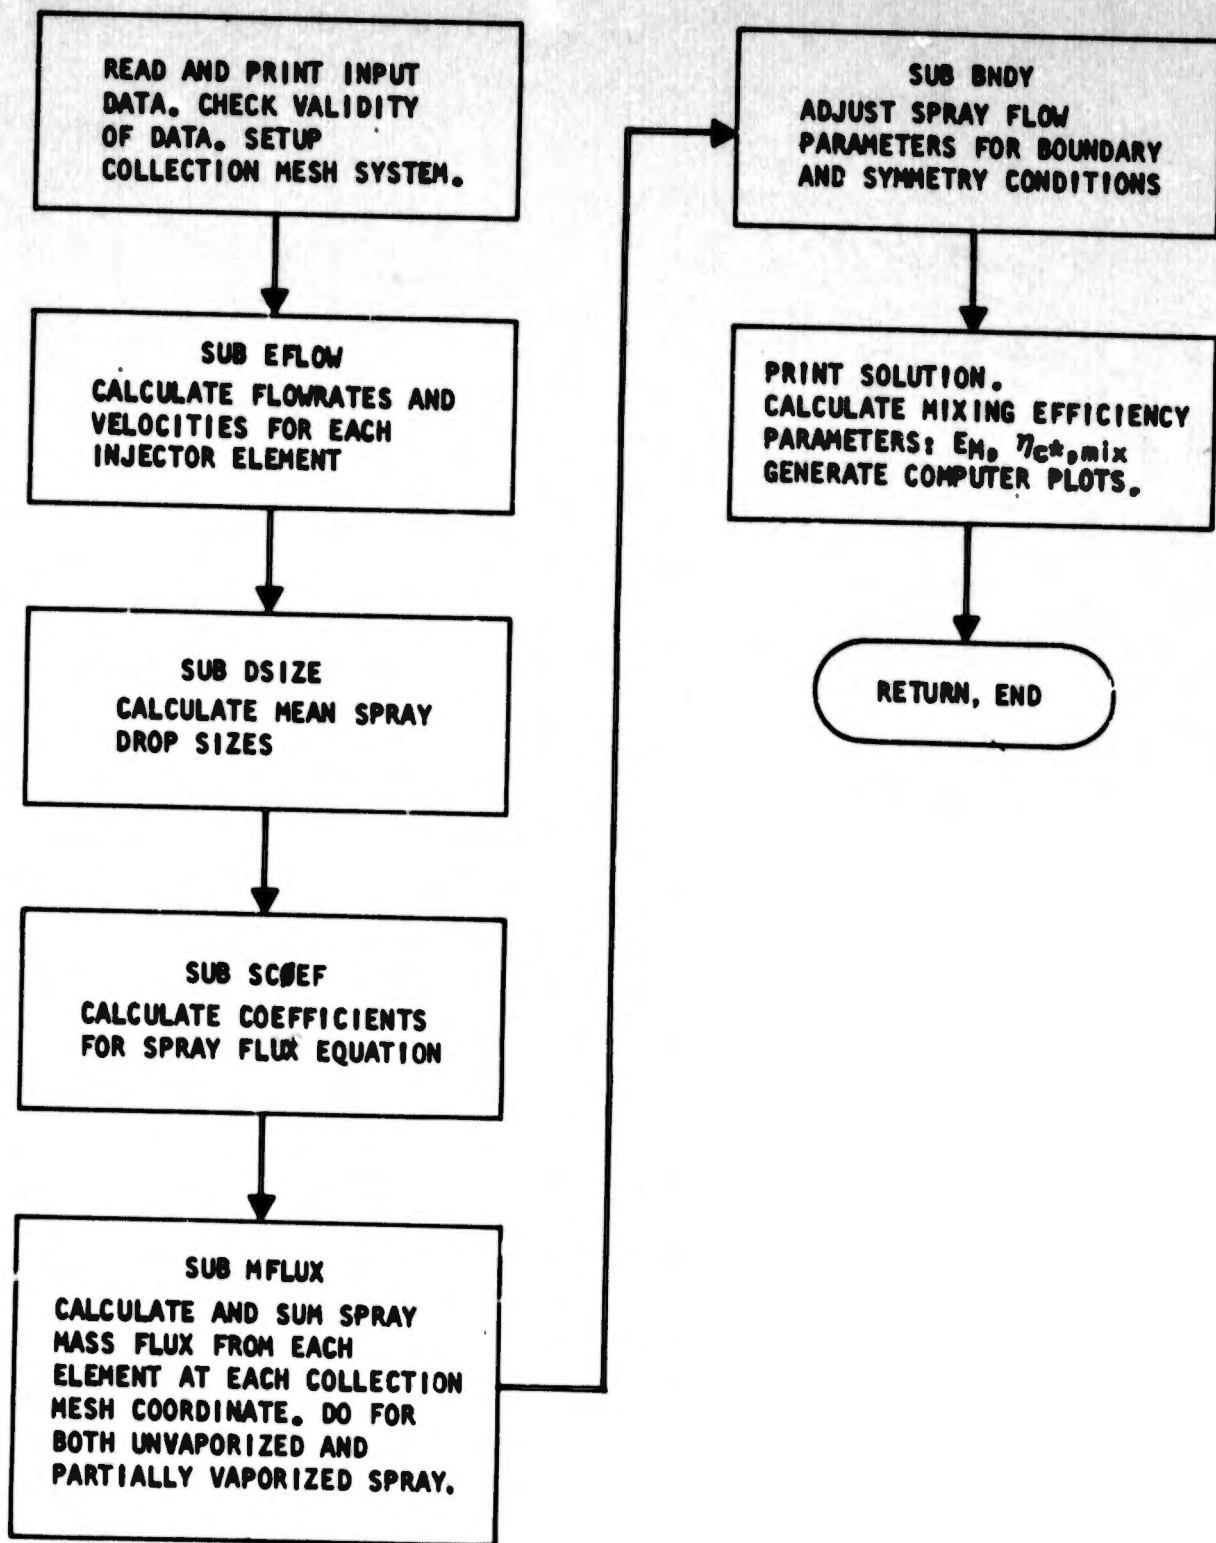 READ AND PRINT INPUT
DATA. CHECK VALIDITY
OF DATA. SETUP
COLLECTION MESH SYSTEM.
SUB EFLOW
CALCULATE FLOWRATES AND
VELOCITIES FOR EACH
INJECTOR ELEMENT
SUB DSIZE
CALCULATE MEAN SPRAY
DROP SIZES
SUB SCØEF
CALCULATE COEFFICIENTS
FOR SPRAY FLUX EQUATION
SUB MFLUX
CALCULATE AND SUM SPRAY
MASS FLUX FROM EACH
ELEMENT AT EACH COLLECTION
MESH COORDINATE. DO FOR
BOTH UNVAPORIZED AND
PARTIALLY VAPORIZED SPRAY.
SUB BNDY
ADJUST SPRAY FLOW
PARAMETERS FOR BOUNDARY
AND SYMMETRY CONDITIONS
PRINT SOLUTION.
CALCULATE MIXING EFFICIENCY
PARAMETERS: EM, ηc*,mix
GENERATE COMPUTER PLOTS.
RETURN, END